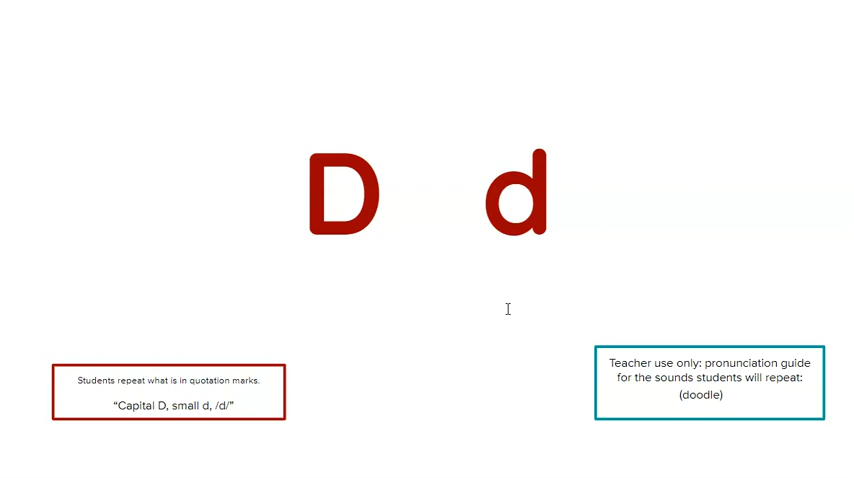 D d
Students repeat what is in quotation marks.
“Capital D, small d, /d/”
Teacher use only: pronunciation guide
for the sounds students will repeat:
(doodle)